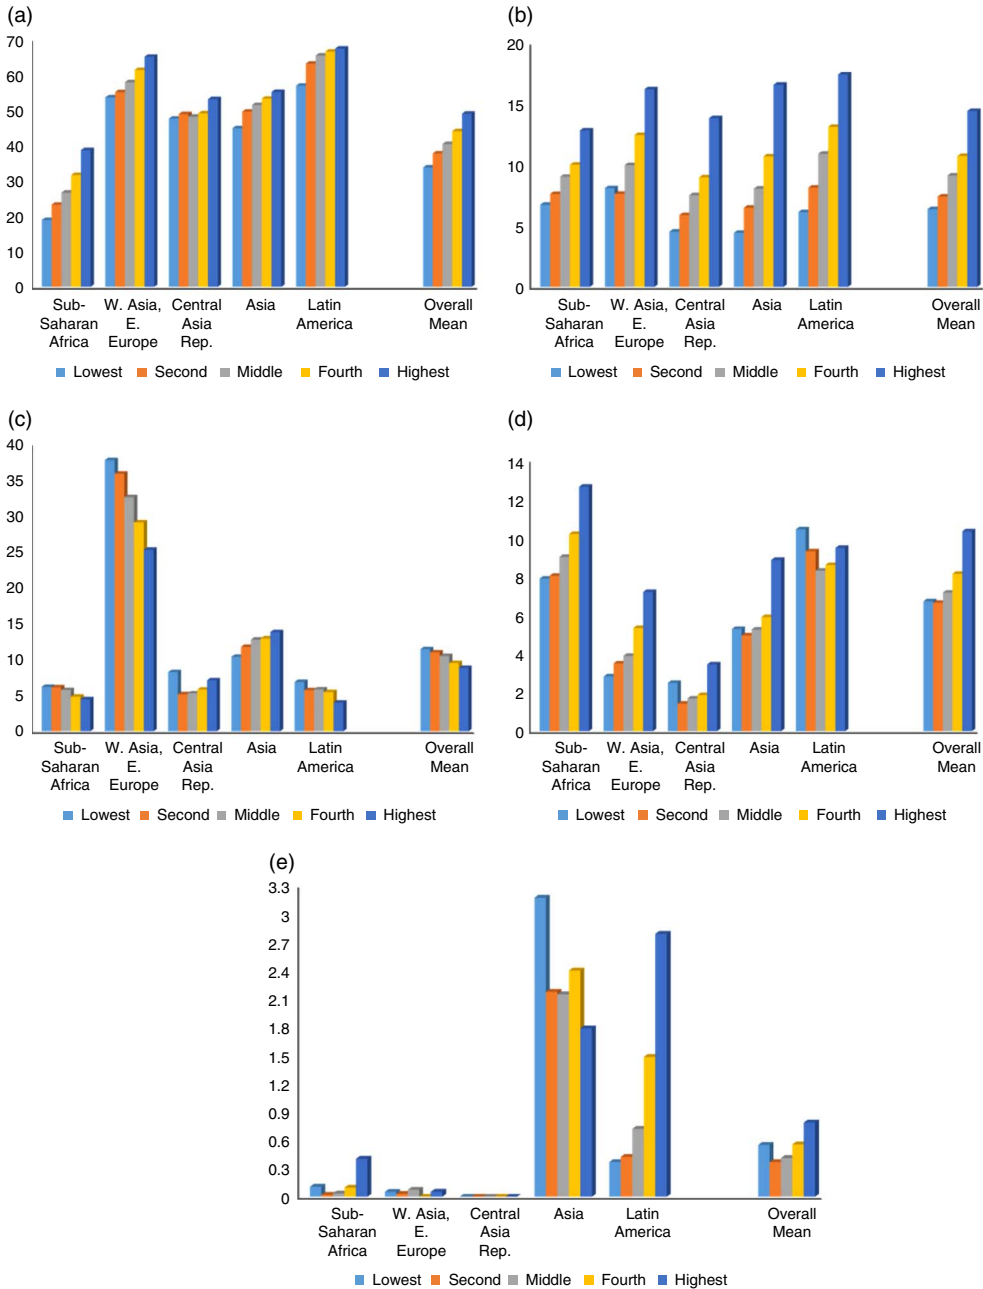 (a)
70
60
50
40
30
20
10
0
Sub-
Saharan
Africa
W. Asia,
E.
Europe
Central
Asia
Rep.
Asia
Latin
America
Overall
Mean
Lowest Second Middle Fourth Highest
(b)
20
15
10
5
0
Sub-
Saharan
Africa
W. Asia,
E.
Europe
Central
Asia
Rep.
Asia
Latin
America
Overall
Mean
Lowest Second Middle Fourth Highest
(c)
40
35
30
25
20
15
10
5
0
Sub-
Saharan
Africa
W. Asia,
E.
Europe
Central
Asia
Rep.
Asia
Latin
America
Overall
Mean
Lowest Second Middle Fourth Highest
(d)
14
12
10
8
6
4
2
0
Sub-
Saharan
Africa
W. Asia,
E.
Europe
Central
Asia
Rep.
Asia
Latin
America
Overall
Mean
Lowest Second Middle Fourth Highest
(e)
3.3
3
2.7
2.4
2.1
1.8
1.5
1.2
0.9
0.6
0.3
0
Sub-
Saharan
Africa
W. Asia,
E.
Europe
Central
Asia
Rep.
Asia
Latin
America
Overall
Mean
Lowest Second Middle Fourth Highest